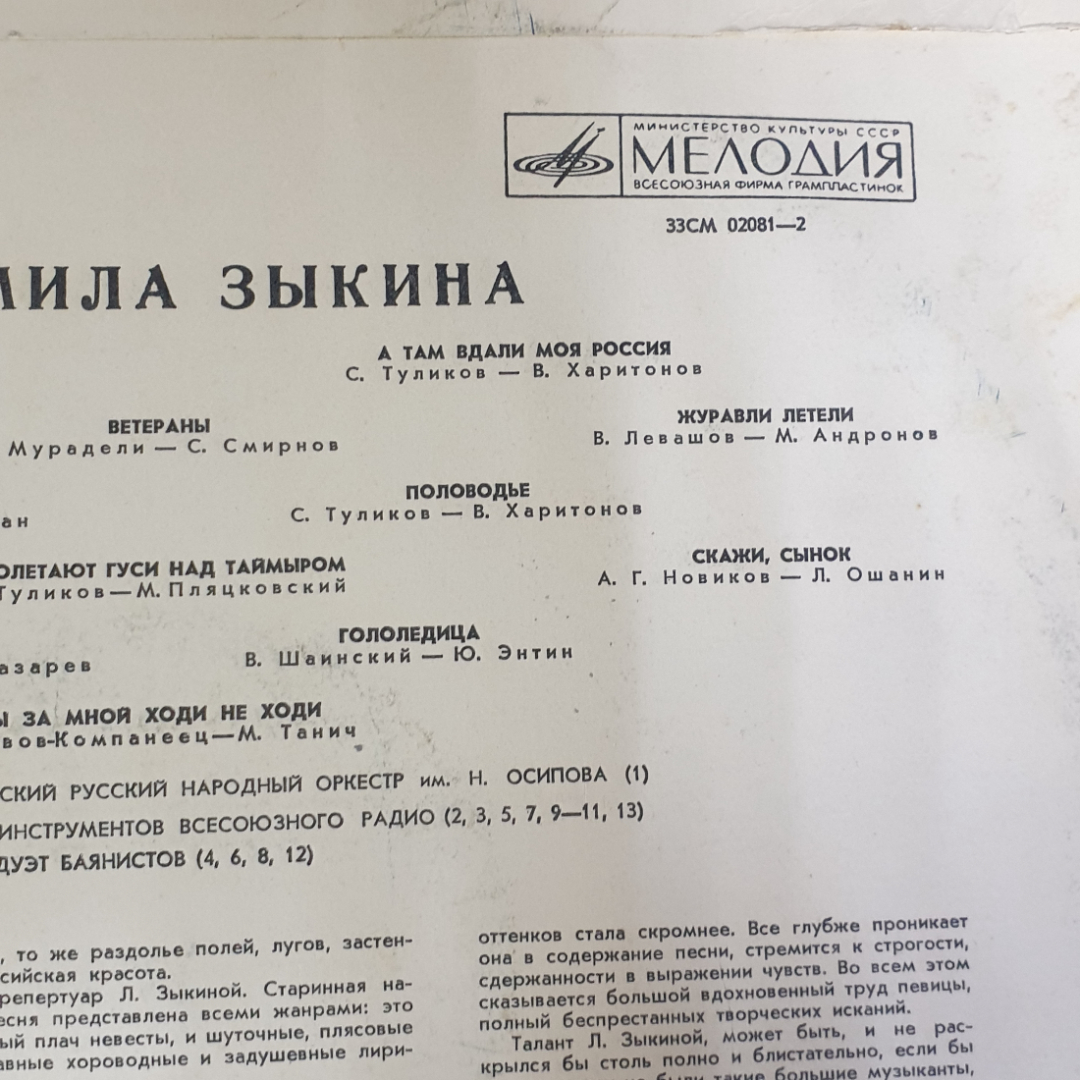 МИНИСТЕРСТВО КУЛЬТУРЫ СССР
МЕЛОДИЯ
ВСЕСОЮЗНАЯ ФИРМА ГРАМПЛАСТИНОК
33СМ 02081—2
МИЛА ЗЫКИНА
А ТАМ ВДАЛИ МОЯ РОССИЯ
С. Туликов — В. Харитонов
ВЕТЕРАНЫ
Мурадели — С. Смирнов
ЖУРАВЛИ ЛЕТЕЛИ
В. Левашов — М. Андронов
ПОЛОВОДЬЕ
С. Туликов — В. Харитонов
ан
ОЛЕТАЮТ ГУСИ НАД ТАЙМЫРОМ
Туликов — М. Пляцковский
СКАЖИ, СЫНОК
А. Г. Новиков — Л. Ошанин
ГОЛОЛЕДИЦА
В. Шаинский — Ю. Энтин
азарев
Ы ЗА МНОЙ ХОДИ НЕ ХОДИ
вов-Компанеец — М. Танич
СКИЙ РУССКИЙ НАРОДНЫЙ ОРКЕСТР им. Н. ОСИПОВА (1)
ИНСТРУМЕНТОВ ВСЕСОЮЗНОГО РАДИО (2, 3, 5, 7, 9—11, 13)
ДУЭТ БАЯНИСТОВ (4, 6, 8, 12)
, то же раздолье полей, лугов, застен-
сийская красота.
репертуар Л. Зыкиной. Старинная на-
есня представлена всеми жанрами: это
ый плач невесты, и шуточные, плясовые
авные хороводные и задушевные лири-
оттенков стала скромнее. Все глубже проникает
она в содержание песни, стремится к строгости,
сдержанности в выражении чувств. Во всем этом
сказывается большой вдохновенный труд певицы,
полный беспрестанных творческих исканий.
Талант Л. Зыкиной, может быть, и не рас-
крылся бы столь полно и блистательно, если бы
были такие большие музыканты,